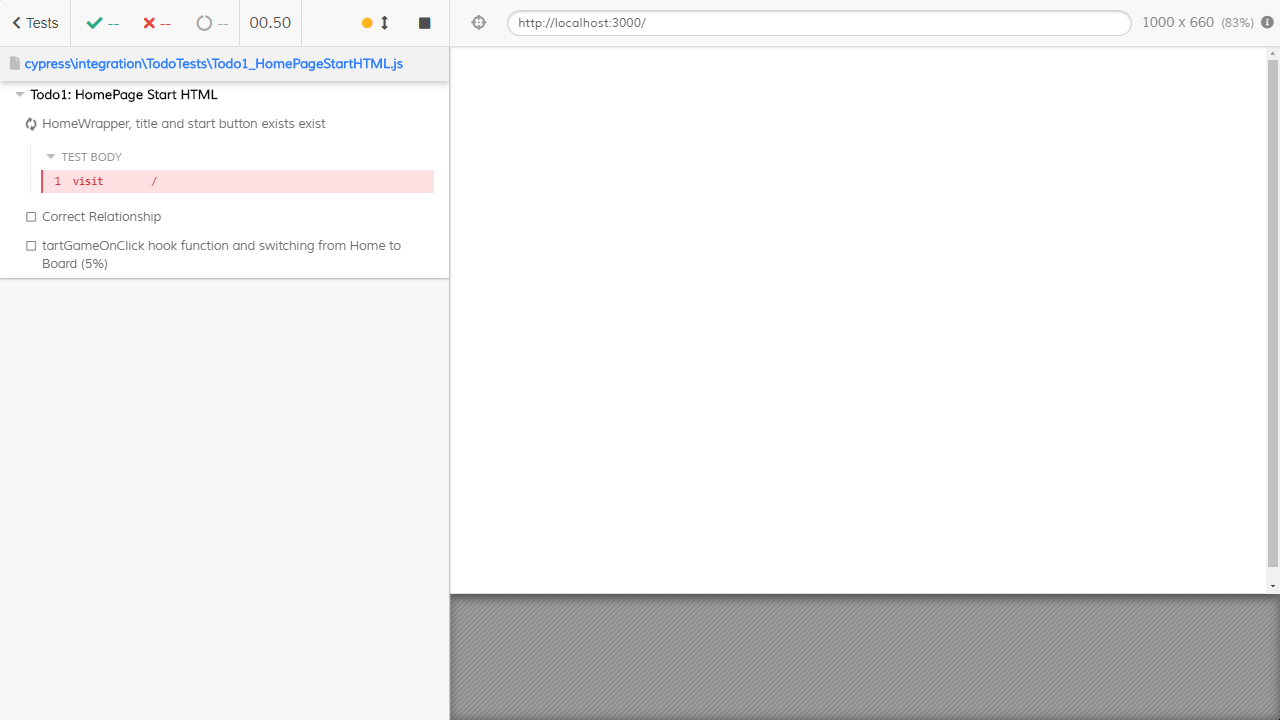 Tests -- -- -- 00.50 http://localhost:3000/ 1000 x 660 (83%)
cypress\integration\TodoTests\Todo1_HomePageStartHTML.js
Todo1: HomePage Start HTML
HomeWrapper, title and start button exists exist
TEST BODY
1 visit /
Correct Relationship
tartGameOnClick hook function and switching from Home to
Board (5%)